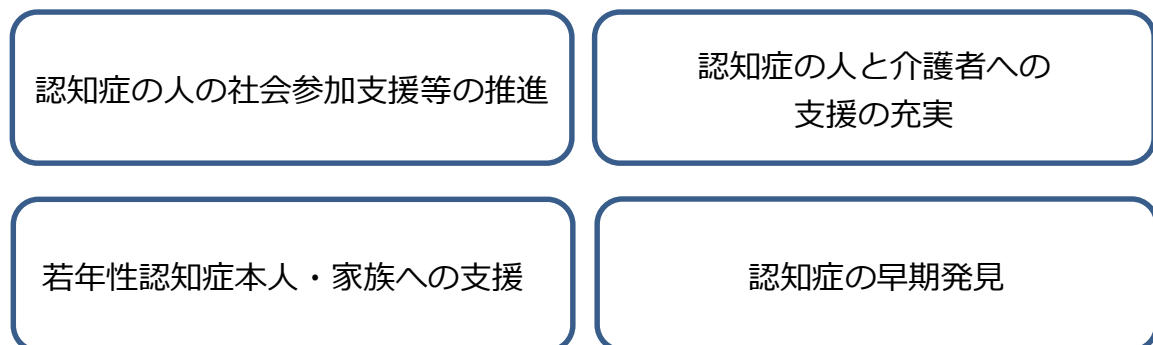 認知症の人の社会参加支援等の推進
認知症の人と介護者への
支援の充実
若年性認知症本人・家族への支援
認知症の早期発見